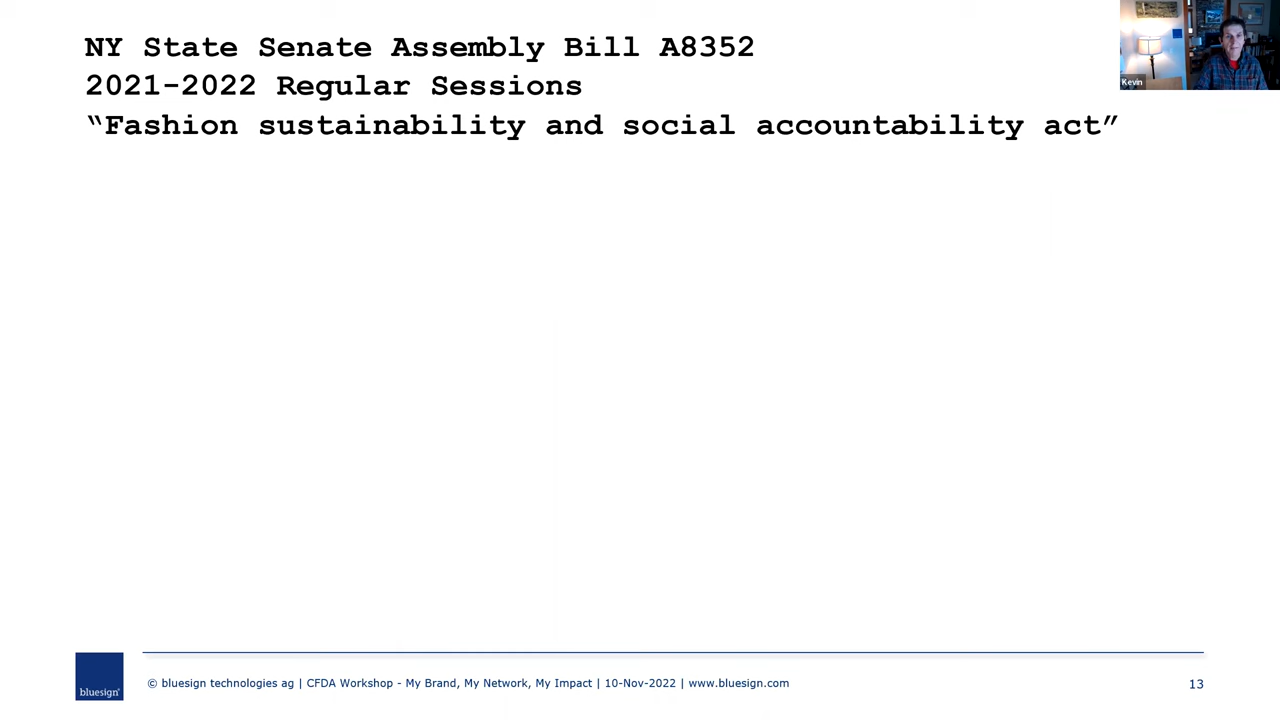 NY State Senate Assembly Bill A8352
2021-2022 Regular Sessions
“Fashion sustainability and social accountability act”
Kevin
bluesign®
© bluesign technologies ag | CFDA Workshop - My Brand, My Network, My Impact | 10-Nov-2022 | www.bluesign.com
13